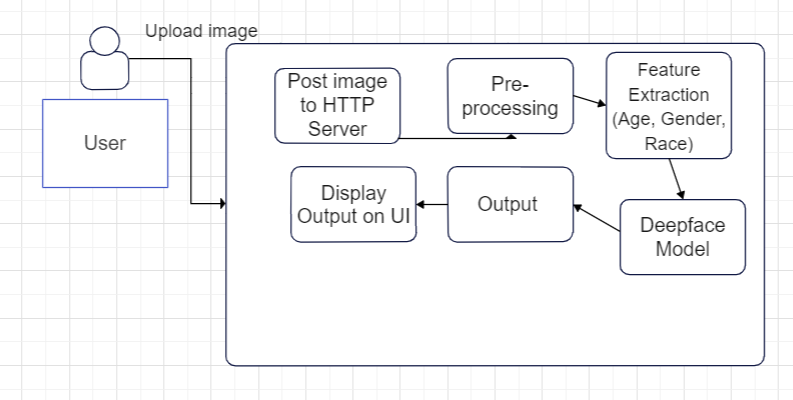 Upload image
User
Post image
to HTTP
Server
Pre-
processing
Feature
Extraction
(Age, Gender,
Race)
Display
Output on UI
Output
Deepface
Model